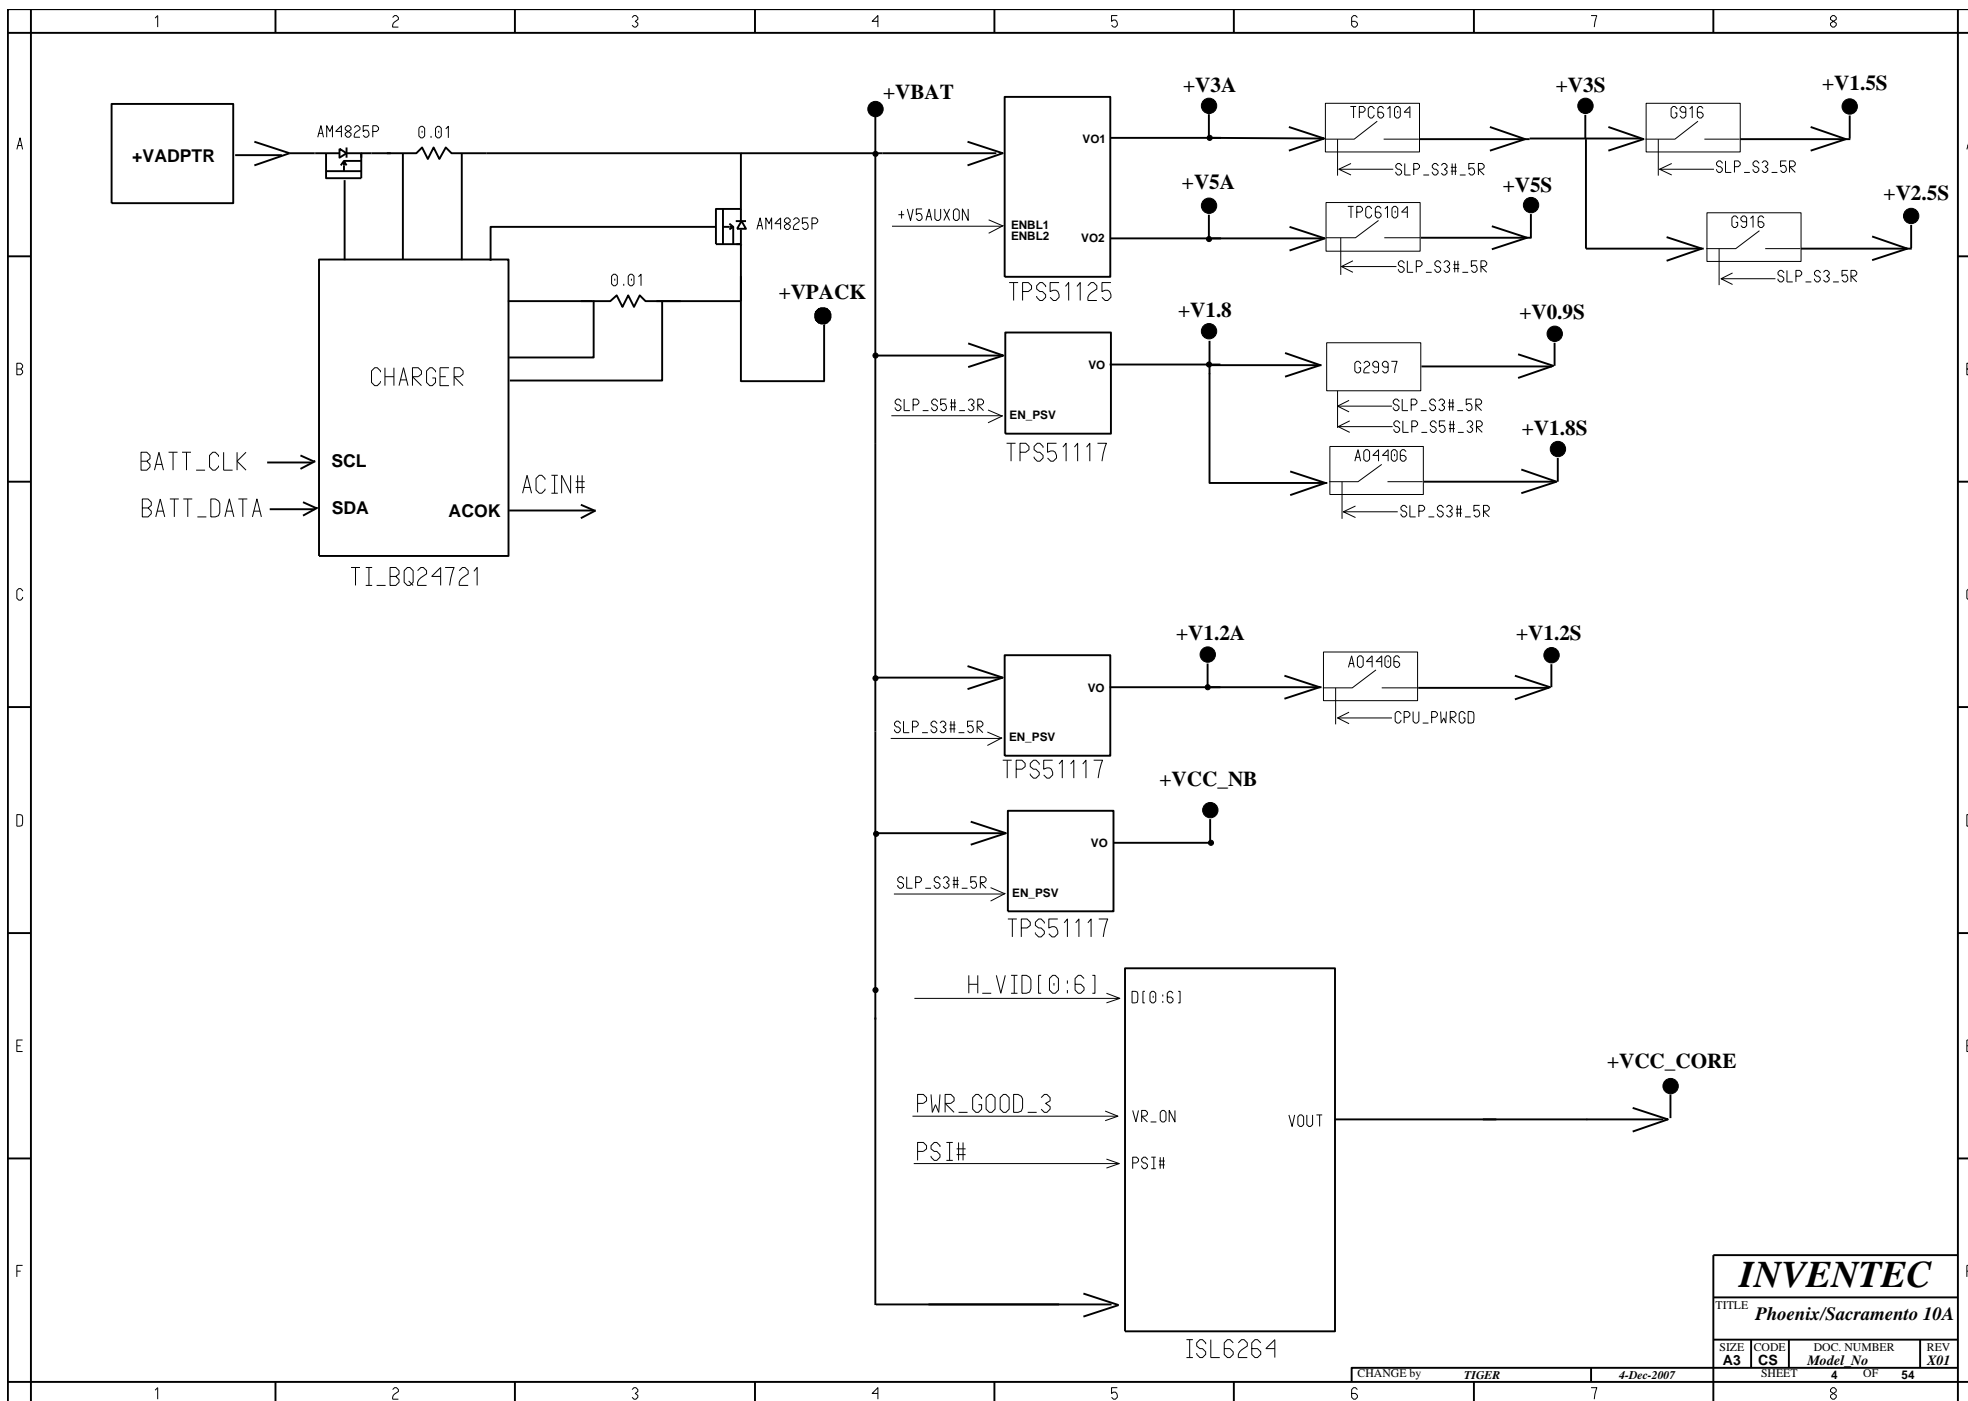 1 2 3 4 5 6 7 8
A
B
C
D
E
F
+VADPTR
AM4825P
0.01
+VBAT
AM4825P
0.01
+VPACK
CHARGER
BATT_CLK
SCL
BATT_DATA
SDA
ACOK
ACIN#
TI_BQ24721
+V5AUXON
ENBL1
ENBL2
VO1
VO2
TPS51125
+V3A
TPC6104
SLP_S3#_5R
+V3S
G916
SLP_S3_5R
+V1.5S
+V5A
TPC6104
SLP_S3#_5R
+V5S
G916
SLP_S3_5R
+V2.5S
SLP_S5#_3R
EN_PSV
VO
TPS51117
+V1.8
G2997
SLP_S3#_5R
SLP_S5#_3R
+V0.9S
AO4406
SLP_S3#_5R
+V1.8S
SLP_S3#_5R
EN_PSV
VO
TPS51117
+V1.2A
AO4406
CPU_PWRGD
+V1.2S
SLP_S3#_5R
EN_PSV
VO
TPS51117
+VCC_NB
H_VID[0:6]
D[0:6]
PWR_GOOD_3
VR_ON
PSI#
PSI#
VOUT
ISL6264
+VCC_CORE
INVENTEC
TITLE Phoenix/Sacramento 10A
SIZE CODE DOC. NUMBER REV
A3 CS Model_No X01
CHANGE by TIGER 4-Dec-2007 SHEET 4 OF 54
1 2 3 4 5 6 7 8